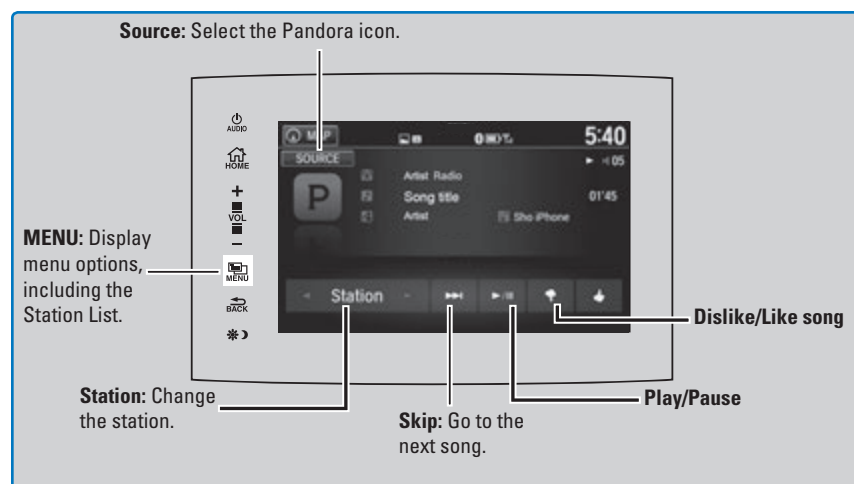 Source: Select the Pandora icon.
AUDIO
HOME
+
VOL
–
MENU
BACK
MAP
5:40
SOURCE
05
P
Artist Radio
Song title
01'45
Artist
Sho iPhone
Station
MENU: Display
menu options,
including the
Station List.
Dislike/Like song
Play/Pause
Station: Change
the station.
Skip: Go to the
next song.